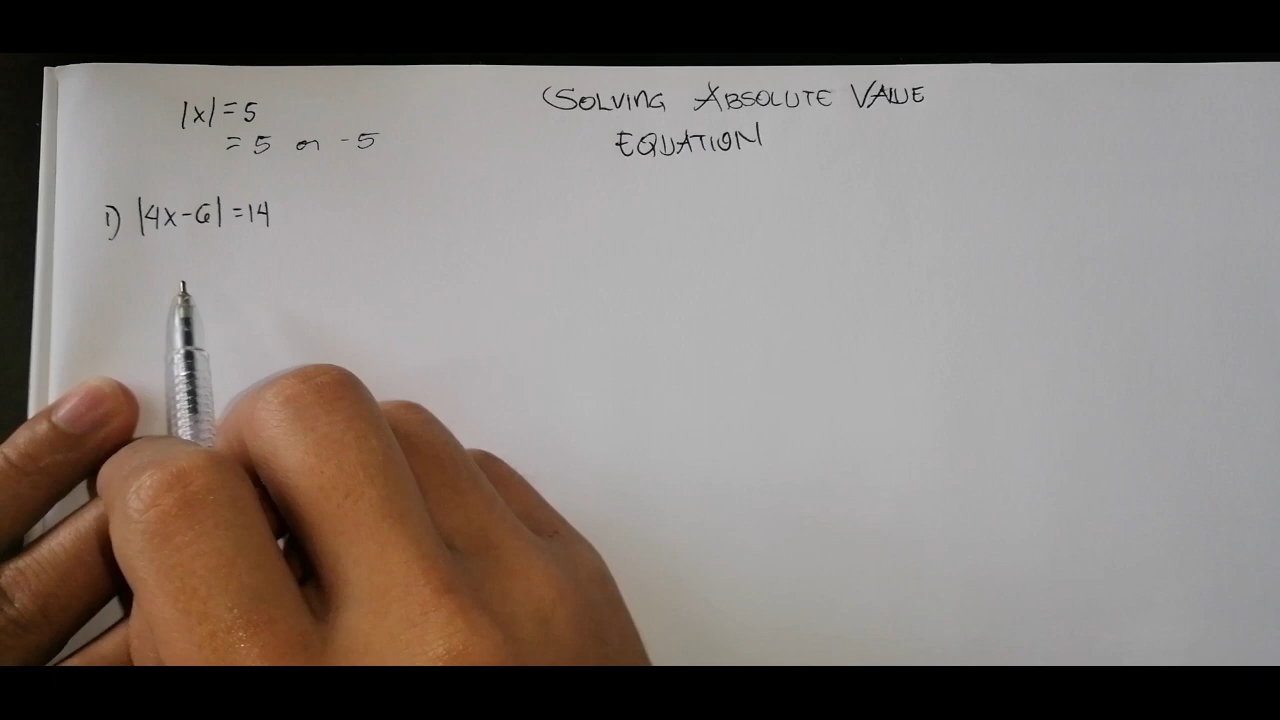 |x| = 5
= 5 or -5
SOLVING ABSOLUTE VALUE
EQUATION
1) |4x-6| = 14